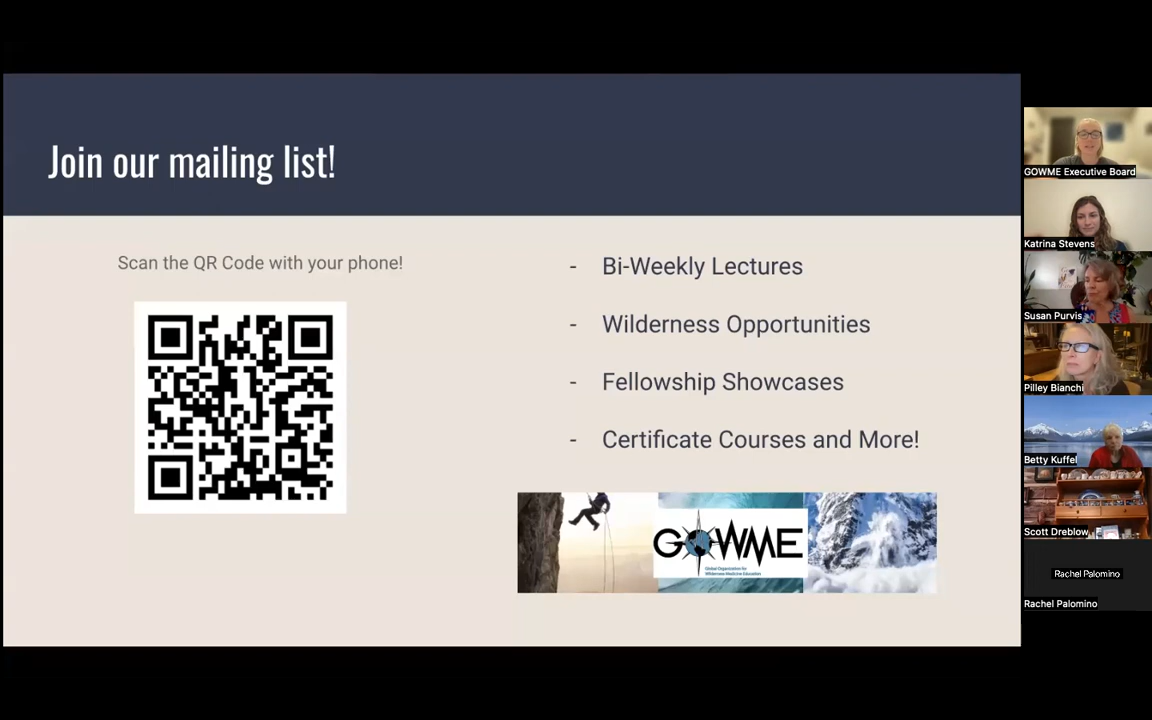 Join our mailing list!
Scan the QR Code with your phone!
- Bi-Weekly Lectures
- Wilderness Opportunities
- Fellowship Showcases
- Certificate Courses and More!
GOWME
Global Organization for
Wilderness Medicine Education
GOWME Executive Board
Katrina Stevens
Susan Purvis
Pilley Bianchi
Betty Kuffel
Scott Dreblow
Rachel Palomino
Rachel Palomino